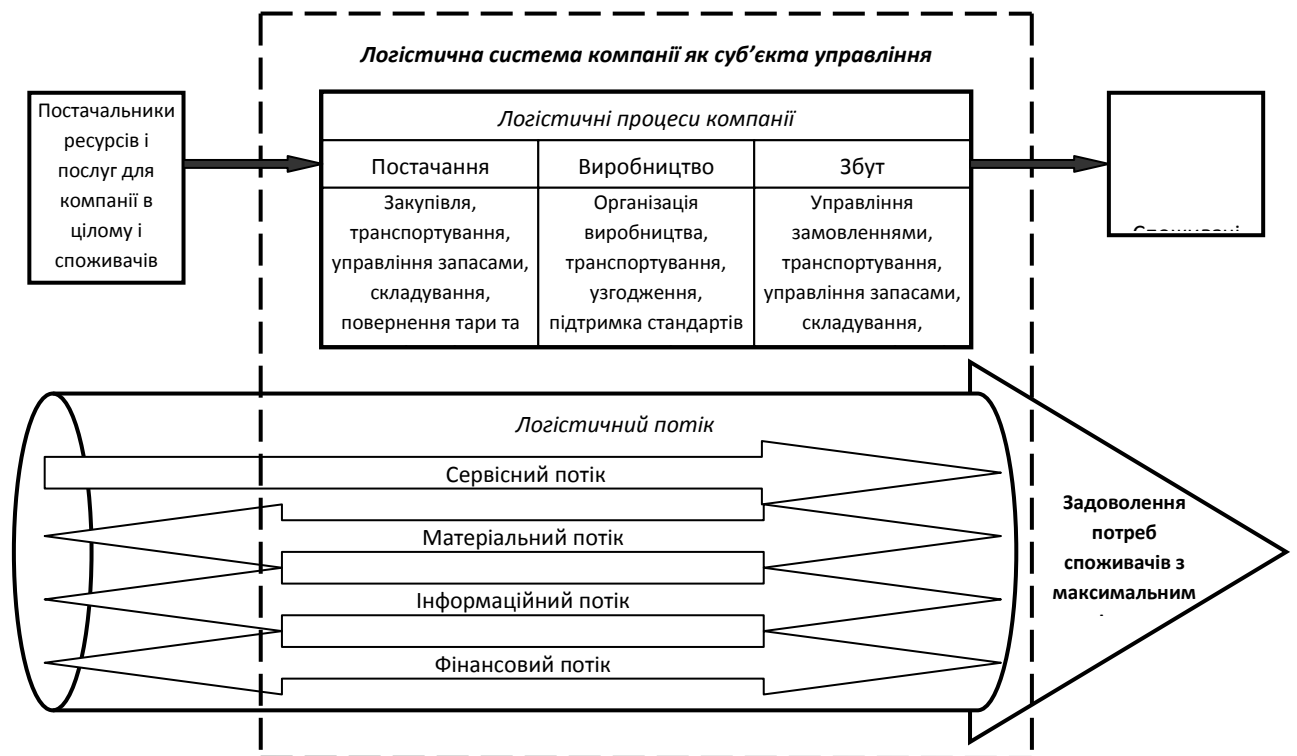 Логістична система компанії як суб’єкта управління
Постачальники
ресурсів і
послуг для
компанії в
цілому і
споживачів
Логістичні процеси компанії
Постачання
Закупівля,
транспортування,
управління запасами,
складування,
повернення тари та
Виробництво
Організація
виробництва,
транспортування,
узгодження,
підтримка стандартів
Збут
Управління
замовленнями,
транспортування,
управління запасами,
складування,
Логістичний потік
Сервісний потік
Матеріальний потік
Інформаційний потік
Фінансовий потік
Задоволення
потреб
споживачів з
максимальним